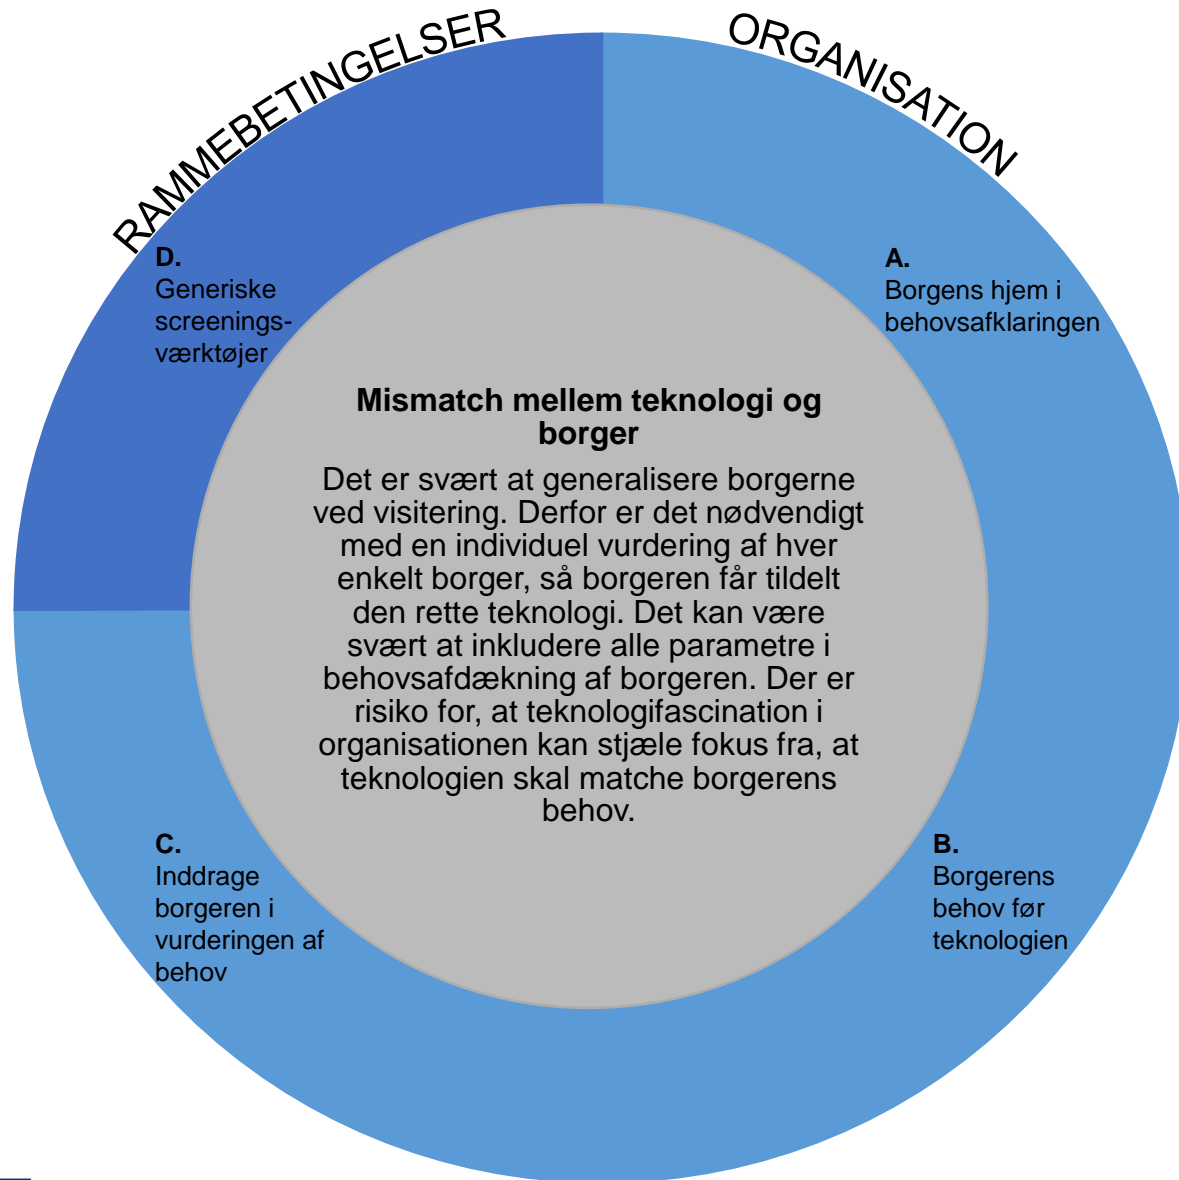 RAMMEBETINGELSER
ORGANISATION
D.
Generiske
screenings-
værktøjer
A.
Borgens hjem i
behovsafklaringen
Mismatch mellem teknologi og
borger
Det er svært at generalisere borgerne
ved visitering. Derfor er det nødvendigt
med en individuel vurdering af hver
enkelt borger, så borgeren får tildelt
den rette teknologi. Det kan være
svært at inkludere alle parametre i
behovsafdækning af borgeren. Der er
risiko for, at teknologifascination i
organisationen kan stjæle fokus fra, at
teknologien skal matche borgerens
behov.
C.
Inddrage
borgeren i
vurderingen af
behov
B.
Borgerens
behov før
teknologien